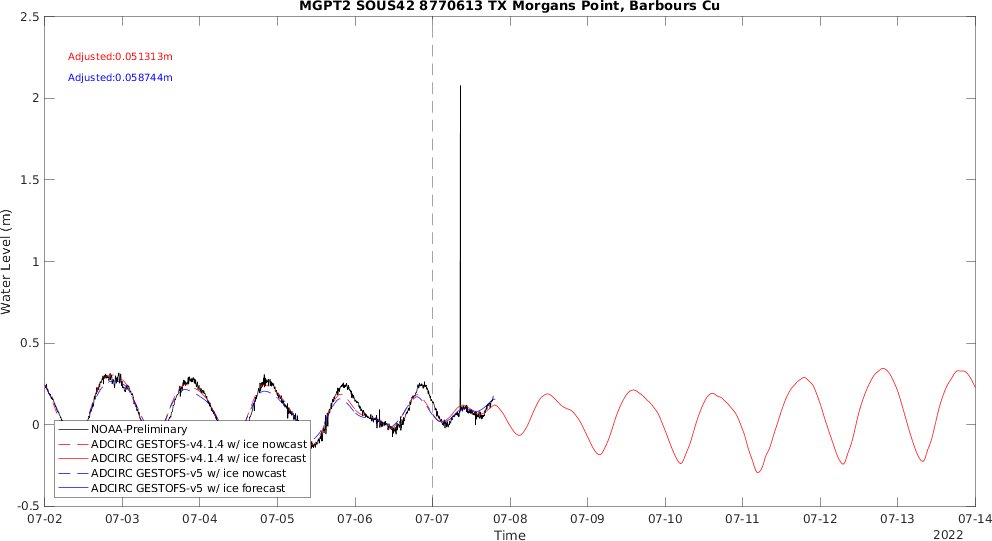 MGPT2 SOUS42 8770613 TX Morgans Point, Barbours Cu
2.5
Adjusted:0.051313m
Adjusted:0.058744m
2
1.5
Water Level (m)
1
0.5
0
NOAA-Preliminary
ADCIRC GESTOFS-v4.1.4 w/ ice nowcast
ADCIRC GESTOFS-v4.1.4 w/ ice forecast
ADCIRC GESTOFS-v5 w/ ice nowcast
ADCIRC GESTOFS-v5 w/ ice forecast
-0.5
07-02 07-03 07-04 07-05 07-06 07-07 07-08 07-09 07-10 07-11 07-12 07-13 07-14
Time
2022